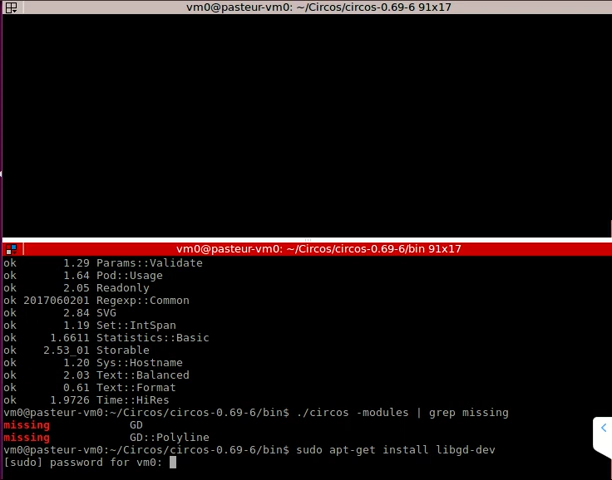 vm0@pasteur-vm0: ~/Circos/circos-0.69-6 91x17
vm0@pasteur-vm0: ~/Circos/circos-0.69-6/bin 91x17
ok       1.29 Params::Validate
ok       1.64 Pod::Usage
ok       2.05 Readonly
ok 2017060201 Regexp::Common
ok       2.84 SVG
ok       1.19 Set::IntSpan
ok     1.6611 Statistics::Basic
ok    2.53_01 Storable
ok       1.20 Sys::Hostname
ok       2.03 Text::Balanced
ok       0.61 Text::Format
ok     1.9726 Time::HiRes
vm0@pasteur-vm0:~/Circos/circos-0.69-6/bin$ ./circos -modules | grep missing
missing            GD
missing            GD::Polyline
vm0@pasteur-vm0:~/Circos/circos-0.69-6/bin$ sudo apt-get install libgd-dev
[sudo] password for vm0: